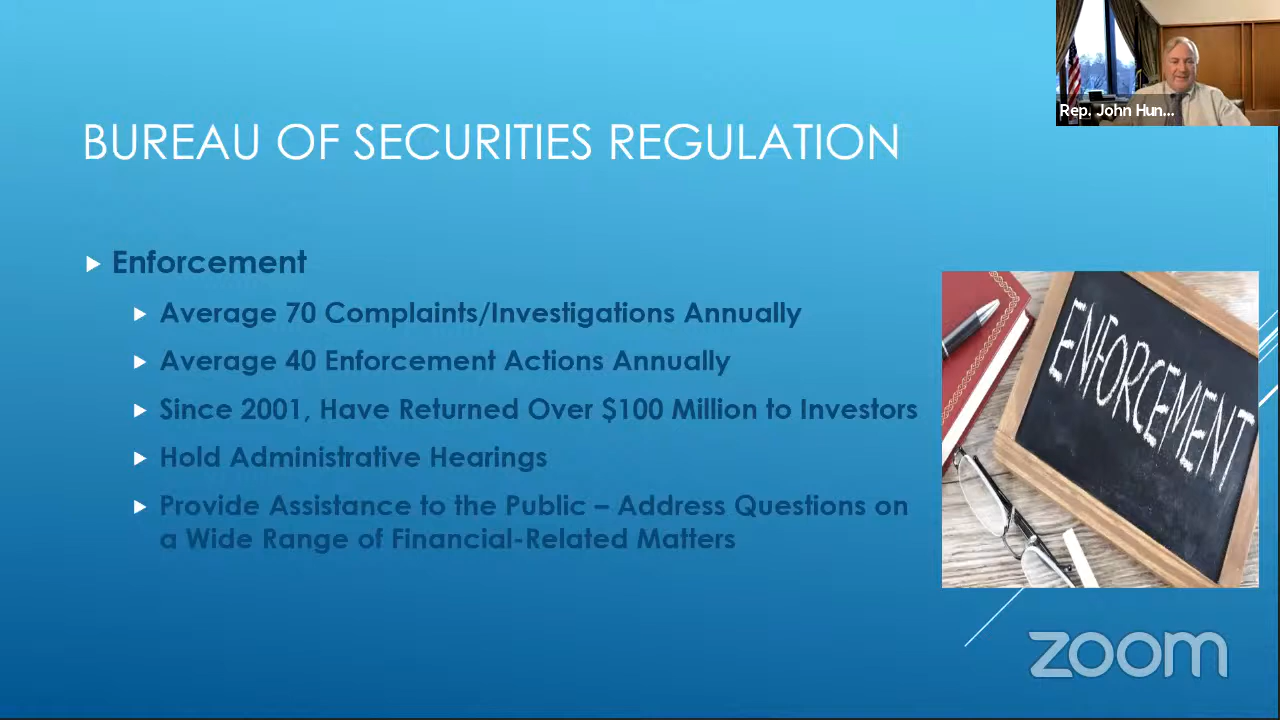 Rep. John Hun...
BUREAU OF SECURITIES REGULATION
Enforcement
Average 70 Complaints/Investigations Annually
Average 40 Enforcement Actions Annually
Since 2001, Have Returned Over $100 Million to Investors
Hold Administrative Hearings
Provide Assistance to the Public – Address Questions on
a Wide Range of Financial-Related Matters
ENFORCEMENT
zoom